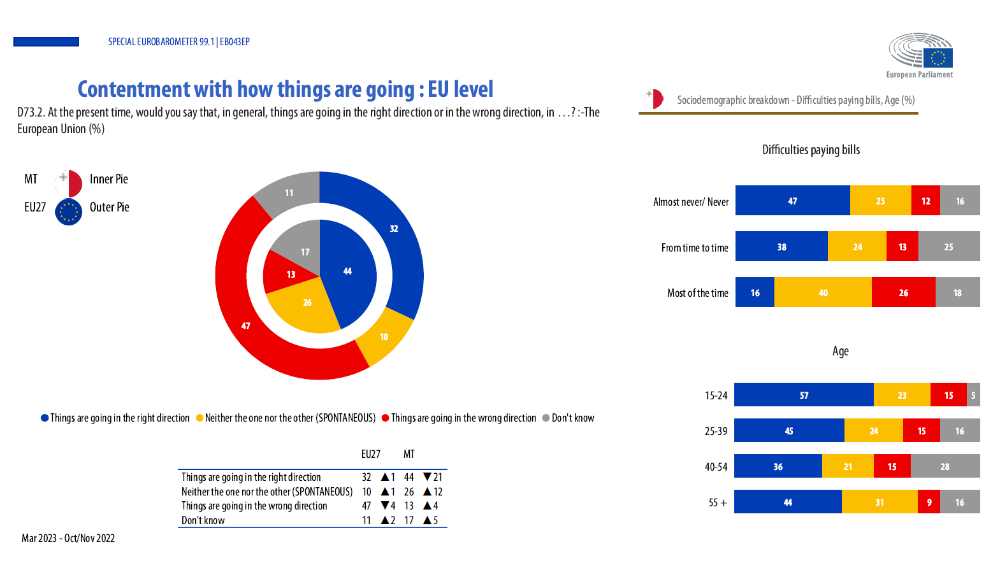 SPECIAL EUROBAROMETER 99.1 | EB043EP
European Parliament
Contentment with how things are going : EU level
D73.2. At the present time, would you say that, in general, things are going in the right direction or in the wrong direction, in …? :-The
European Union (%)
MT Inner Pie
EU27 Outer Pie
11
32
17
44
13
26
47
10
Things are going in the right direction Neither the one nor the other (SPONTANEOUS) Things are going in the wrong direction Don't know
EU27 MT
Things are going in the right direction 32 ▲1 44 ▼21
Neither the one nor the other (SPONTANEOUS) 10 ▲1 26 ▲12
Things are going in the wrong direction 47 ▼4 13 ▲4
Don't know 11 ▲2 17 ▲5
Mar 2023 - Oct/Nov 2022
Sociodemographic breakdown - Difficulties paying bills, Age (%)
Difficulties paying bills
Almost never/ Never 47 25 12 16
From time to time 38 24 13 25
Most of the time 16 40 26 18
Age
15-24 57 23 15 5
25-39 45 24 15 16
40-54 36 21 15 28
55 + 44 31 9 16